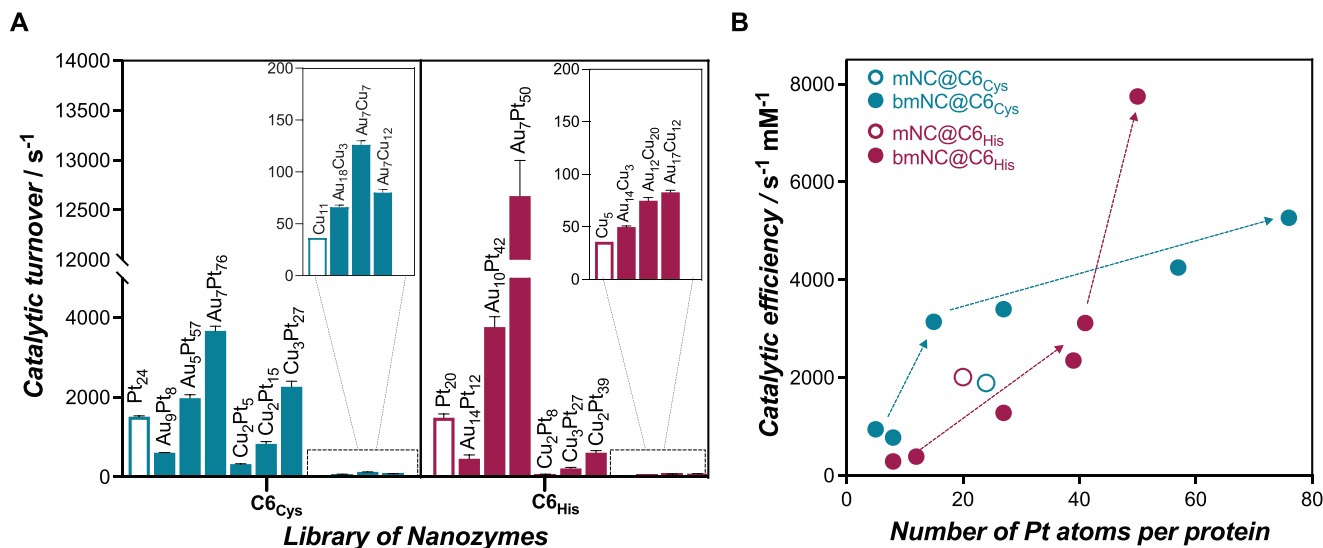 A
B
14000
13500
13000
12500
12000
4000
2000
0
Catalytic turnover / s⁻¹
Pt₂₄
Au₉Pt₈
Au₅Pt₅₇
Au₇Pt₇₆
Cu₂Pt₅
Cu₂Pt₁₅
Cu₃Pt₂₇
200
150
100
50
0
Cu₁₁
Au₁₈Cu₃
Au₇Cu₇
Au₇Cu₁₂
Pt₂₀
Au₁₄Pt₁₂
Au₁₀Pt₄₂
Au₇Pt₅₀
Cu₂Pt₈
Cu₃Pt₂₇
Cu₂Pt₃₉
200
150
100
50
0
Cu₅
Au₁₄Cu₃
Au₁₂Cu₂₀
Au₁₇Cu₁₂
C6Cys
C6His
Library of Nanozymes
8000
6000
4000
2000
0
Catalytic efficiency / s⁻¹ mM⁻¹
mNC@C6Cys
bmNC@C6Cys
mNC@C6His
bmNC@C6His
0 20 40 60 80
Number of Pt atoms per protein